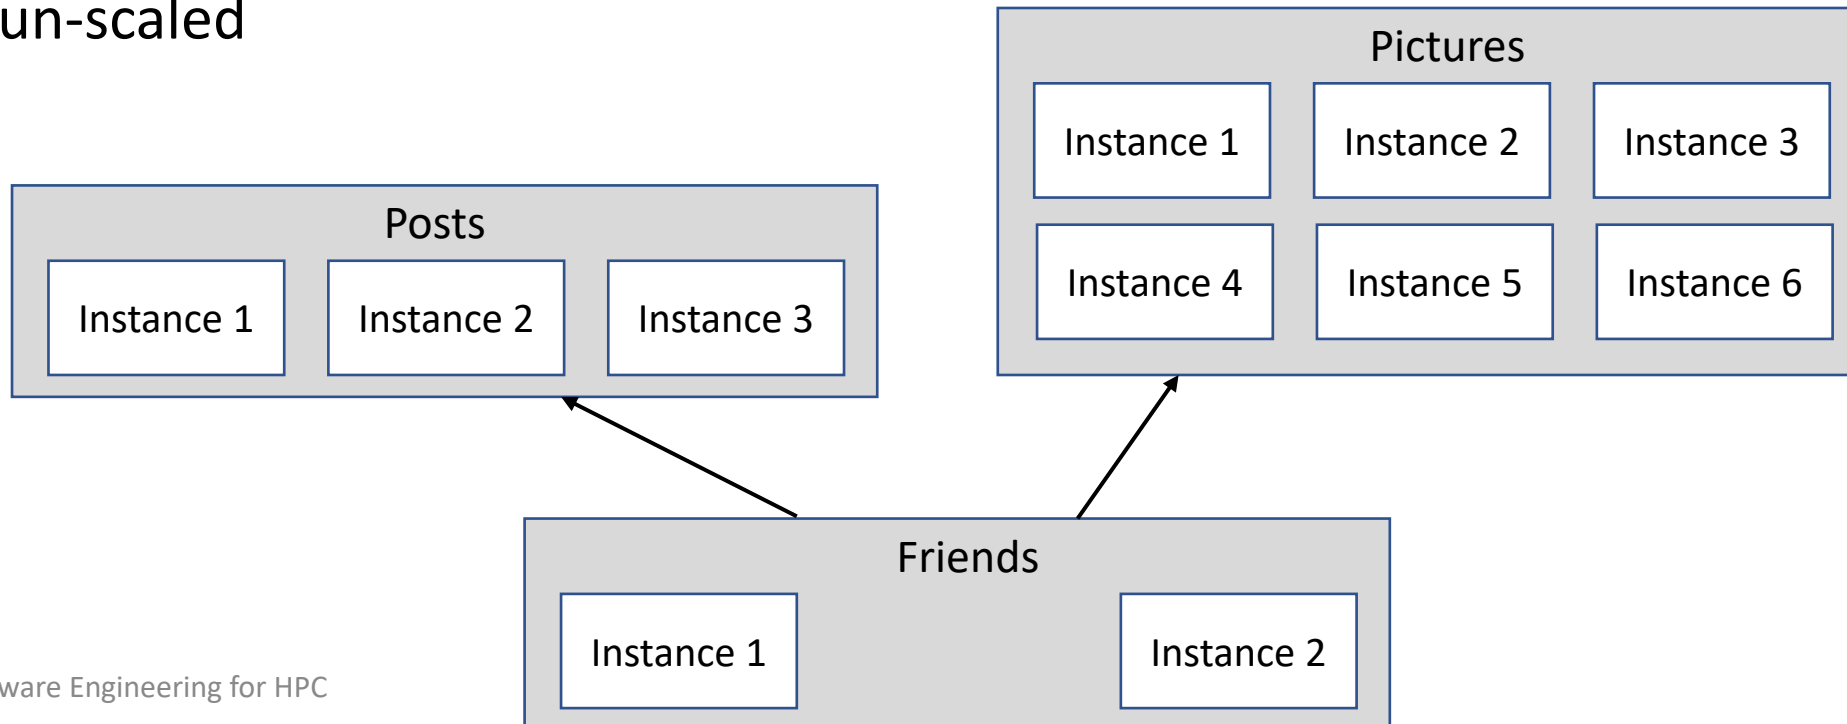 un-scaled
Pictures
Instance 1 Instance 2 Instance 3
Instance 4 Instance 5 Instance 6
Posts
Instance 1 Instance 2 Instance 3
Friends
Instance 1 Instance 2
ware Engineering for HPC